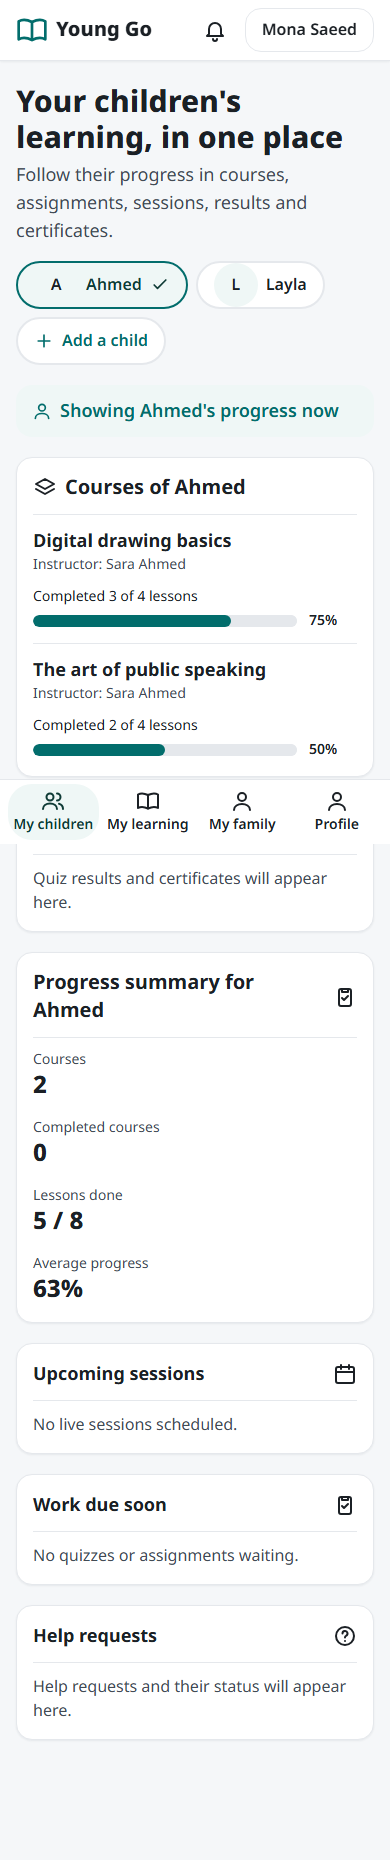 Young Go
Mona Saeed
Your children's
learning, in one place
Follow their progress in courses,
assignments, sessions, results and
certificates.
A Ahmed
L Layla
Add a child
Showing Ahmed's progress now
Courses of Ahmed
Digital drawing basics
Instructor: Sara Ahmed
Completed 3 of 4 lessons
75%
The art of public speaking
Instructor: Sara Ahmed
Completed 2 of 4 lessons
50%
My children
My learning
My family
Profile
Quiz results and certificates will appear
here.
Progress summary for
Ahmed
Courses
2
Completed courses
0
Lessons done
5 / 8
Average progress
63%
Upcoming sessions
No live sessions scheduled.
Work due soon
No quizzes or assignments waiting.
Help requests
Help requests and their status will appear
here.